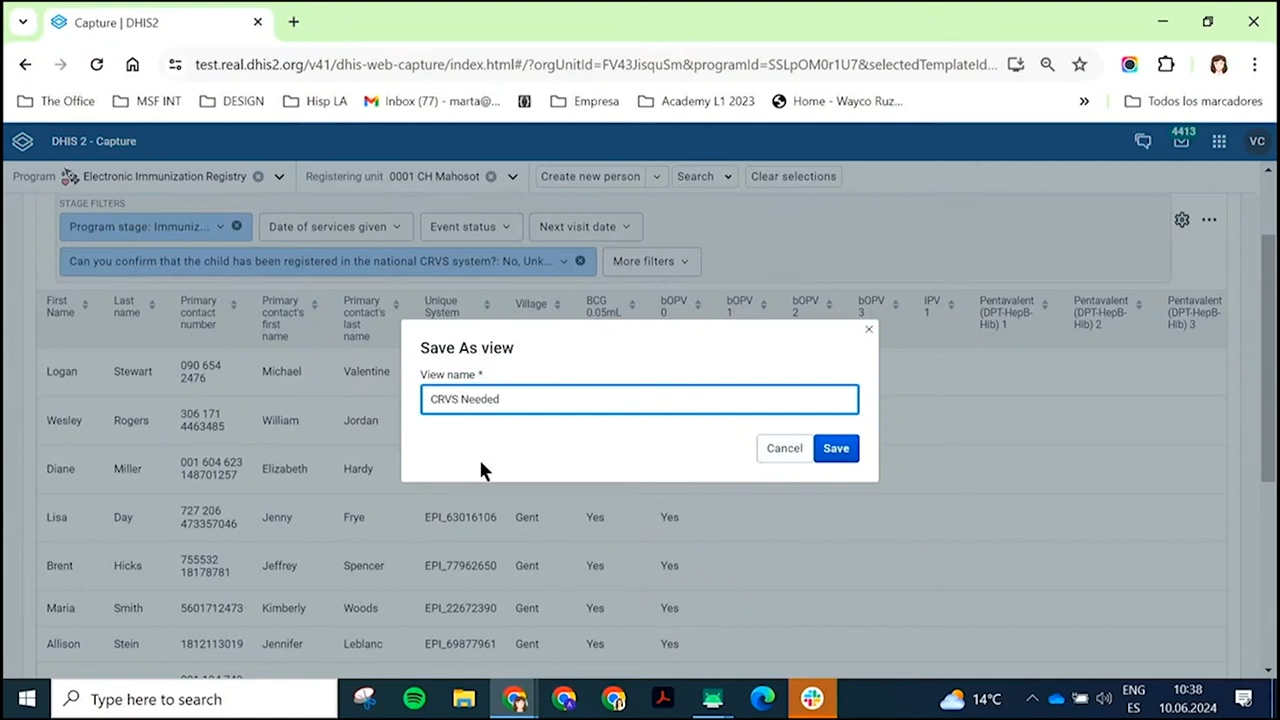 Capture | DHIS2
test.real.dhis2.org/v41/dhis-web-capture/index.html#/?orgUnitId=FV43JisquSm&programId=SSLpOM0r1U7&selectedTemplateId...
The Office MSF INT DESIGN Hisp LA Inbox (77) - marta@... Empresa Academy L1 2023 Home - Wayco Ruz... » Todos los marcadores
DHIS 2 - Capture 4413 VC
Program Electronic Immunization Registry Registering unit 0001 CH Mahosot Create new person Search Clear selections
STAGE FILTERS
Program stage: Immuniz... Date of services given Event status Next visit date
Can you confirm that the child has been registered in the national CRVS system?: No, Unk... More filters
First Name Last name Primary contact number Primary contact's first name Primary contact's last name Unique System Village BCG 0.05mL bOPV 0 bOPV 1 bOPV 2 bOPV 3 IPV 1 Pentavalent (DPT-HepB-Hib) 1 Pentavalent (DPT-HepB-Hib) 2 Pentavalent (DPT-HepB-Hib) 3
Save As view
View name *
CRVS Needed
Cancel Save
Logan Stewart 090 654 2476 Michael Valentine
Wesley Rogers 306 171 4463485 William Jordan
Diane Miller 001 604 623 148701257 Elizabeth Hardy
Lisa Day 727 206 473357046 Jenny Frye EPI_63016106 Gent Yes Yes
Brent Hicks 755532 18178781 Jeffrey Spencer EPI_77962650 Gent Yes Yes
Maria Smith 5601712473 Kimberly Woods EPI_22672390 Gent Yes Yes
Allison Stein 1812113019 Jennifer Leblanc EPI_69877961 Gent Yes Yes
Type here to search 14°C ENG ES 10:38 10.06.2024